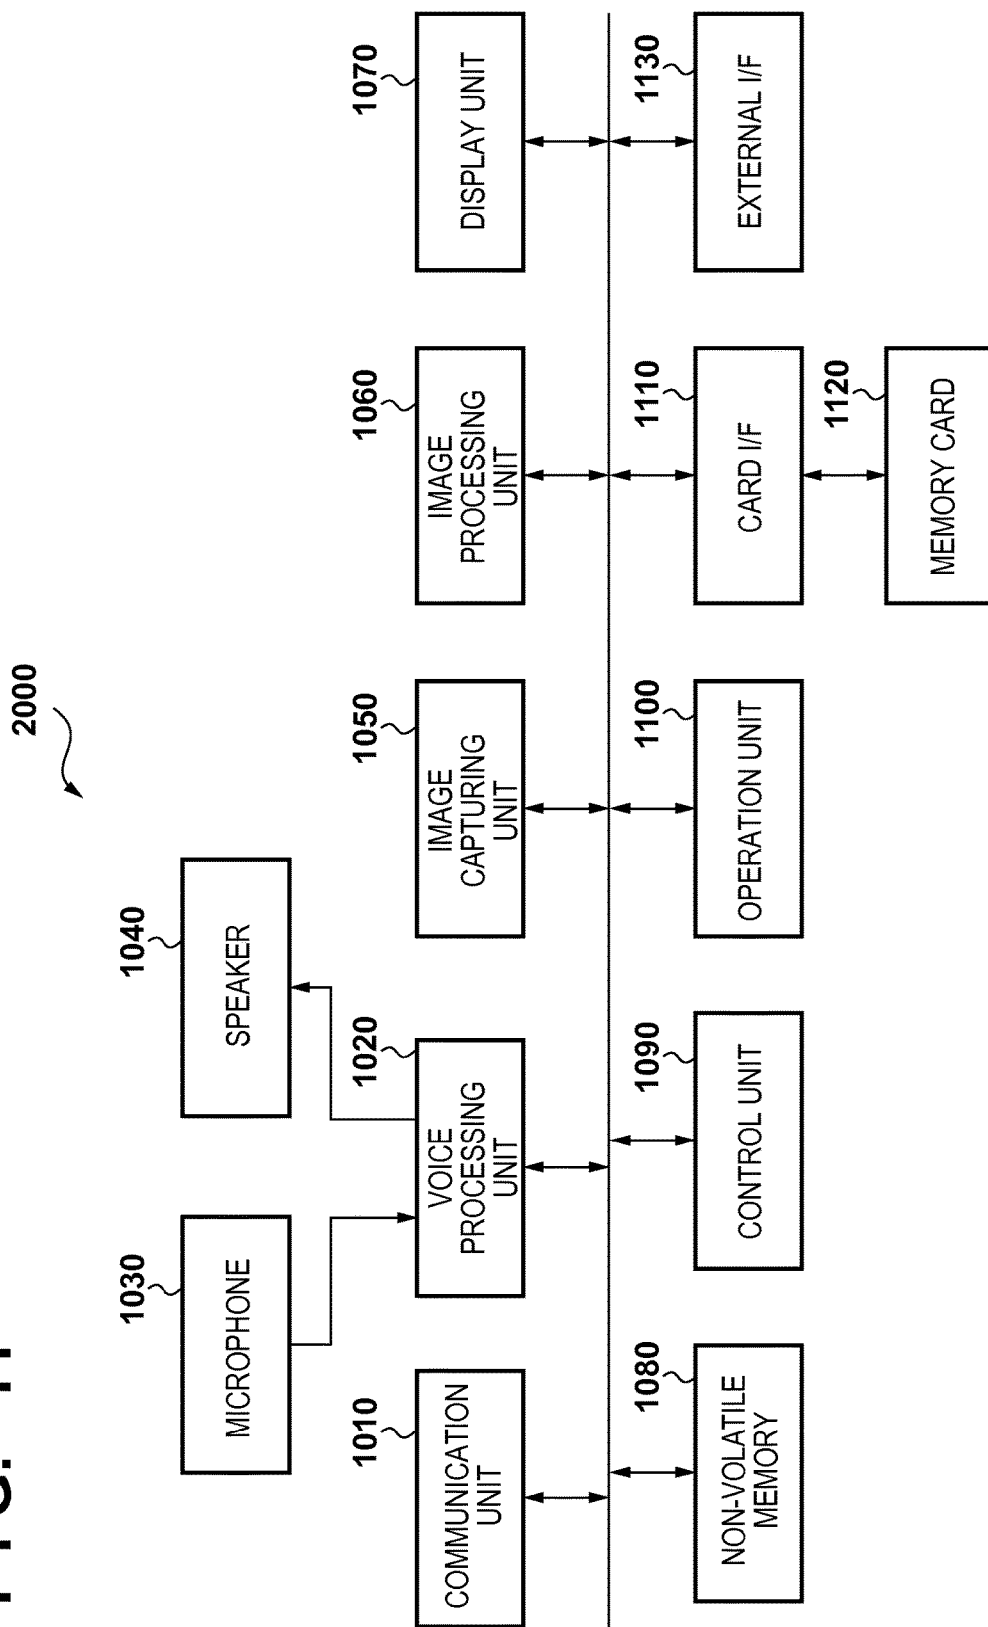 FIG.
2000
1030
MICROPHONE
1040
SPEAKER
1010
COMMUNICATION
UNIT
1020
VOICE
PROCESSING
UNIT
1050
IMAGE
CAPTURING
UNIT
1060
IMAGE
PROCESSING
UNIT
1070
DISPLAY UNIT
1080
NON-VOLATILE
MEMORY
1090
CONTROL UNIT
1100
OPERATION UNIT
1110
CARD I/F
1130
EXTERNAL I/F
1120
MEMORY CARD